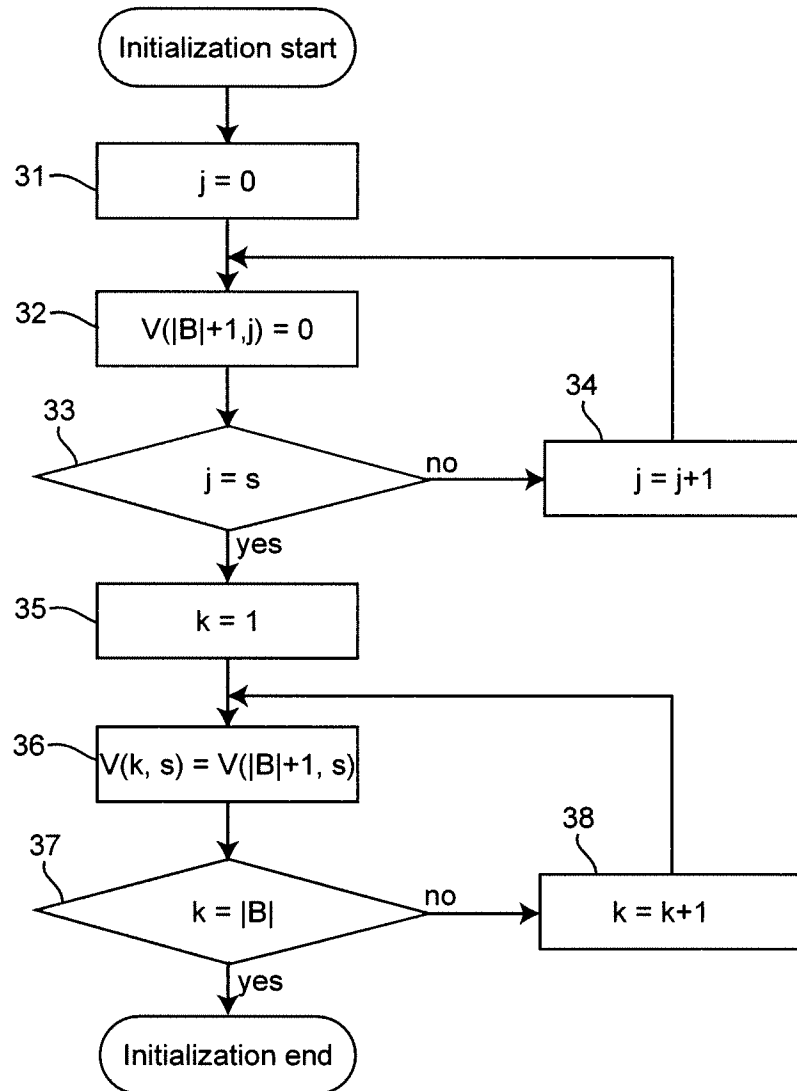 Initialization start
31
j = 0
32
V(|B|+1,j) = 0
33
j = s
no
34
j = j+1
yes
35
k = 1
36
V(k, s) = V(|B|+1, s)
37
k = |B|
no
38
k = k+1
yes
Initialization end